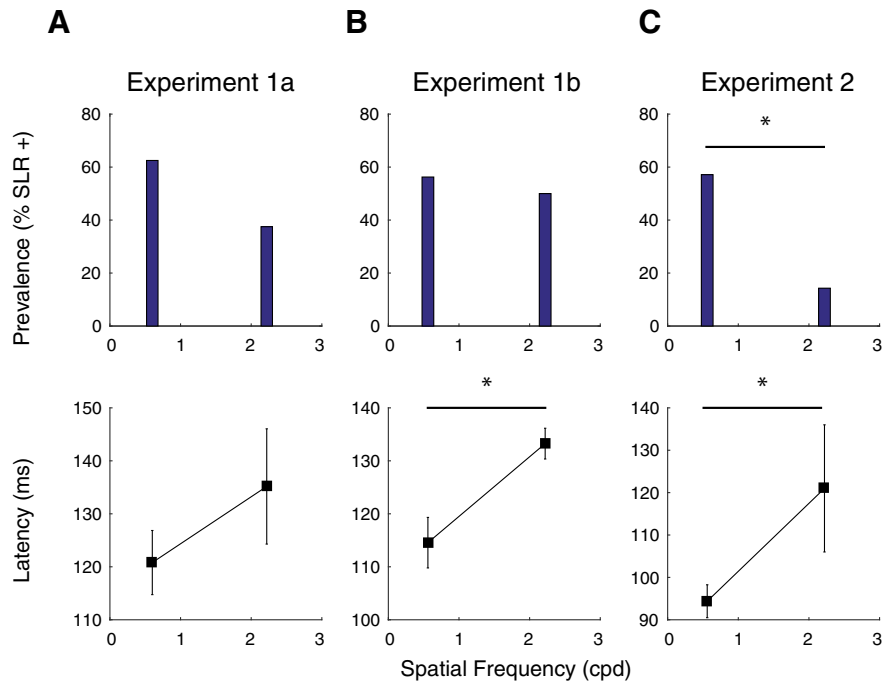 A B C
Experiment 1a Experiment 1b Experiment 2
Prevalence (% SLR +)
80 80 80
* 
60 60 60
40 40 40
20 20 20
0 0 0
0 1 2 3 0 1 2 3 0 1 2 3
* *
Latency (ms)
150 140 140
140 130 130
120
130 120 110
120 110 100
110 100 90
0 1 2 3 0 1 2 3 0 1 2 3
Spatial Frequency (cpd)